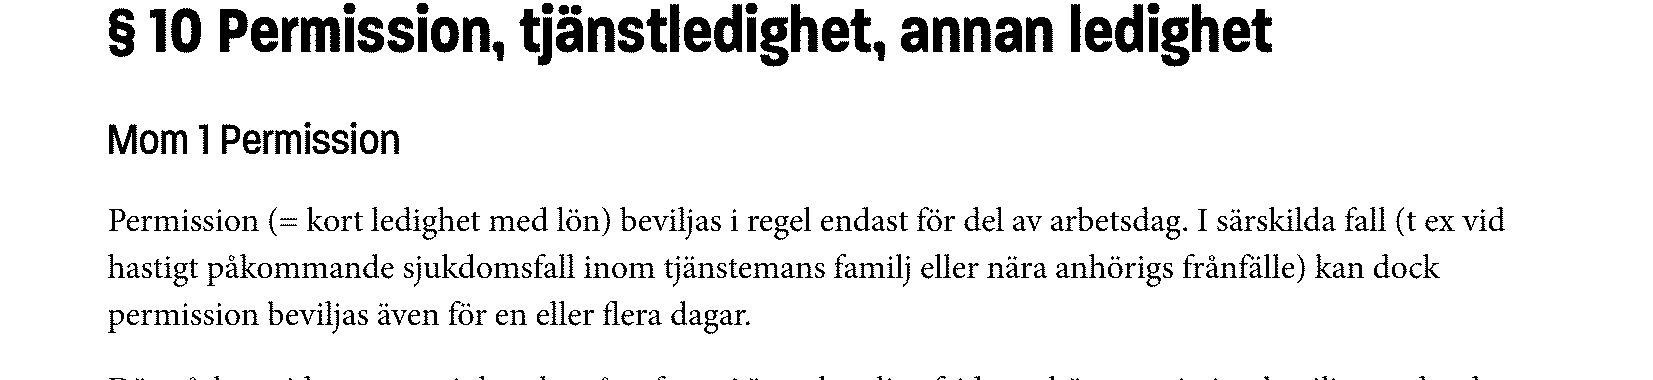 § 10 Permission, tjänstledighet, annan ledighet
Mom 1 Permission
Permission (= kort ledighet med lön) beviljas i regel endast för del av arbetsdag. I särskilda fall (t ex vid
hastigt påkommande sjukdomsfall inom tjänstemans familj eller nära anhörigs frånfälle) kan dock
permission beviljas även för en eller flera dagar.